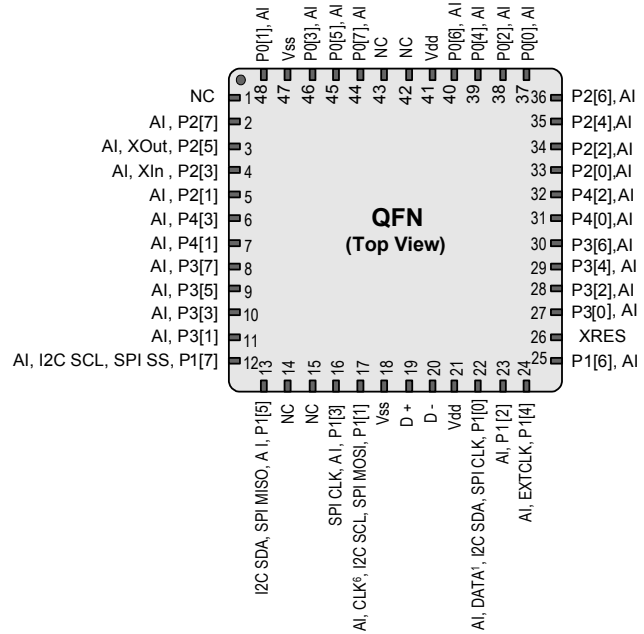 P0[1], AI
Vss
P0[3], AI
P0[5], AI
P0[7], AI
NC
NC
Vdd
P0[6], AI
P0[4], AI
P0[2], AI
P0[0], AI
48
47
46
45
44
43
42
41
40
39
38
37
NC 1
AI , P2[7] 2
AI, XOut, P2[5] 3
AI, XIn , P2[3] 4
AI , P2[1] 5
AI, P4[3] 6
AI, P4[1] 7
AI, P3[7] 8
AI, P3[5] 9
AI, P3[3] 10
AI, P3[1] 11
AI, I2C SCL, SPI SS, P1[7] 12
QFN
(Top View)
36 P2[6], AI
35 P2[4],AI
34 P2[2],AI
33 P2[0],AI
32 P4[2], AI
31 P4[0], AI
30 P3[6], AI
29 P3[4], AI
28 P3[2],AI
27 P3[0], AI
26 XRES
25 P1[6], AI
13
14
15
16
17
18
19
20
21
22
23
24
I2C SDA, SPI MISO, A I, P1[5]
NC
NC
SPI CLK, A I, P1[3]
AI, CLK⁶, I2C SCL, SPI MOSI, P1[1]
Vss
D +
D -
Vdd
AI, DATA¹, I2C SDA, SPI CLK, P1[0]
AI, P1 [2]
AI, EXTCLK, P1[4]